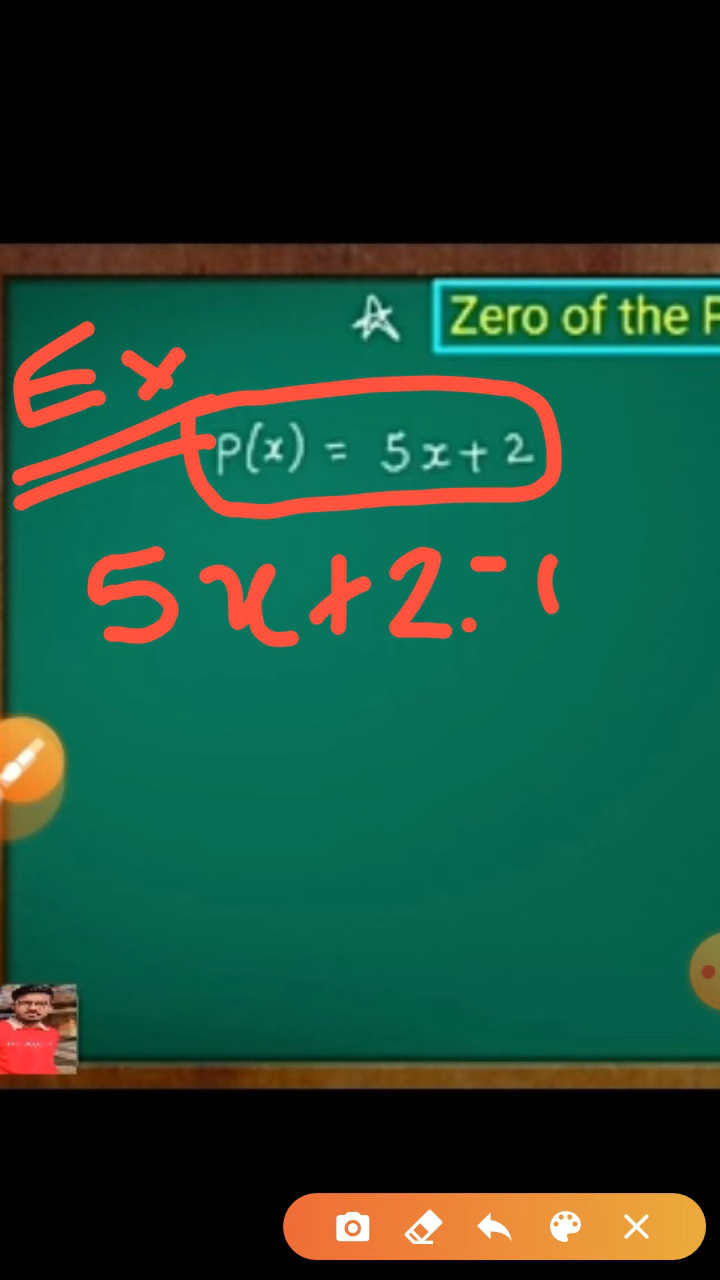 ☆ Zero of the P
Ex
P(x) = 5x+2
5x+2.-(